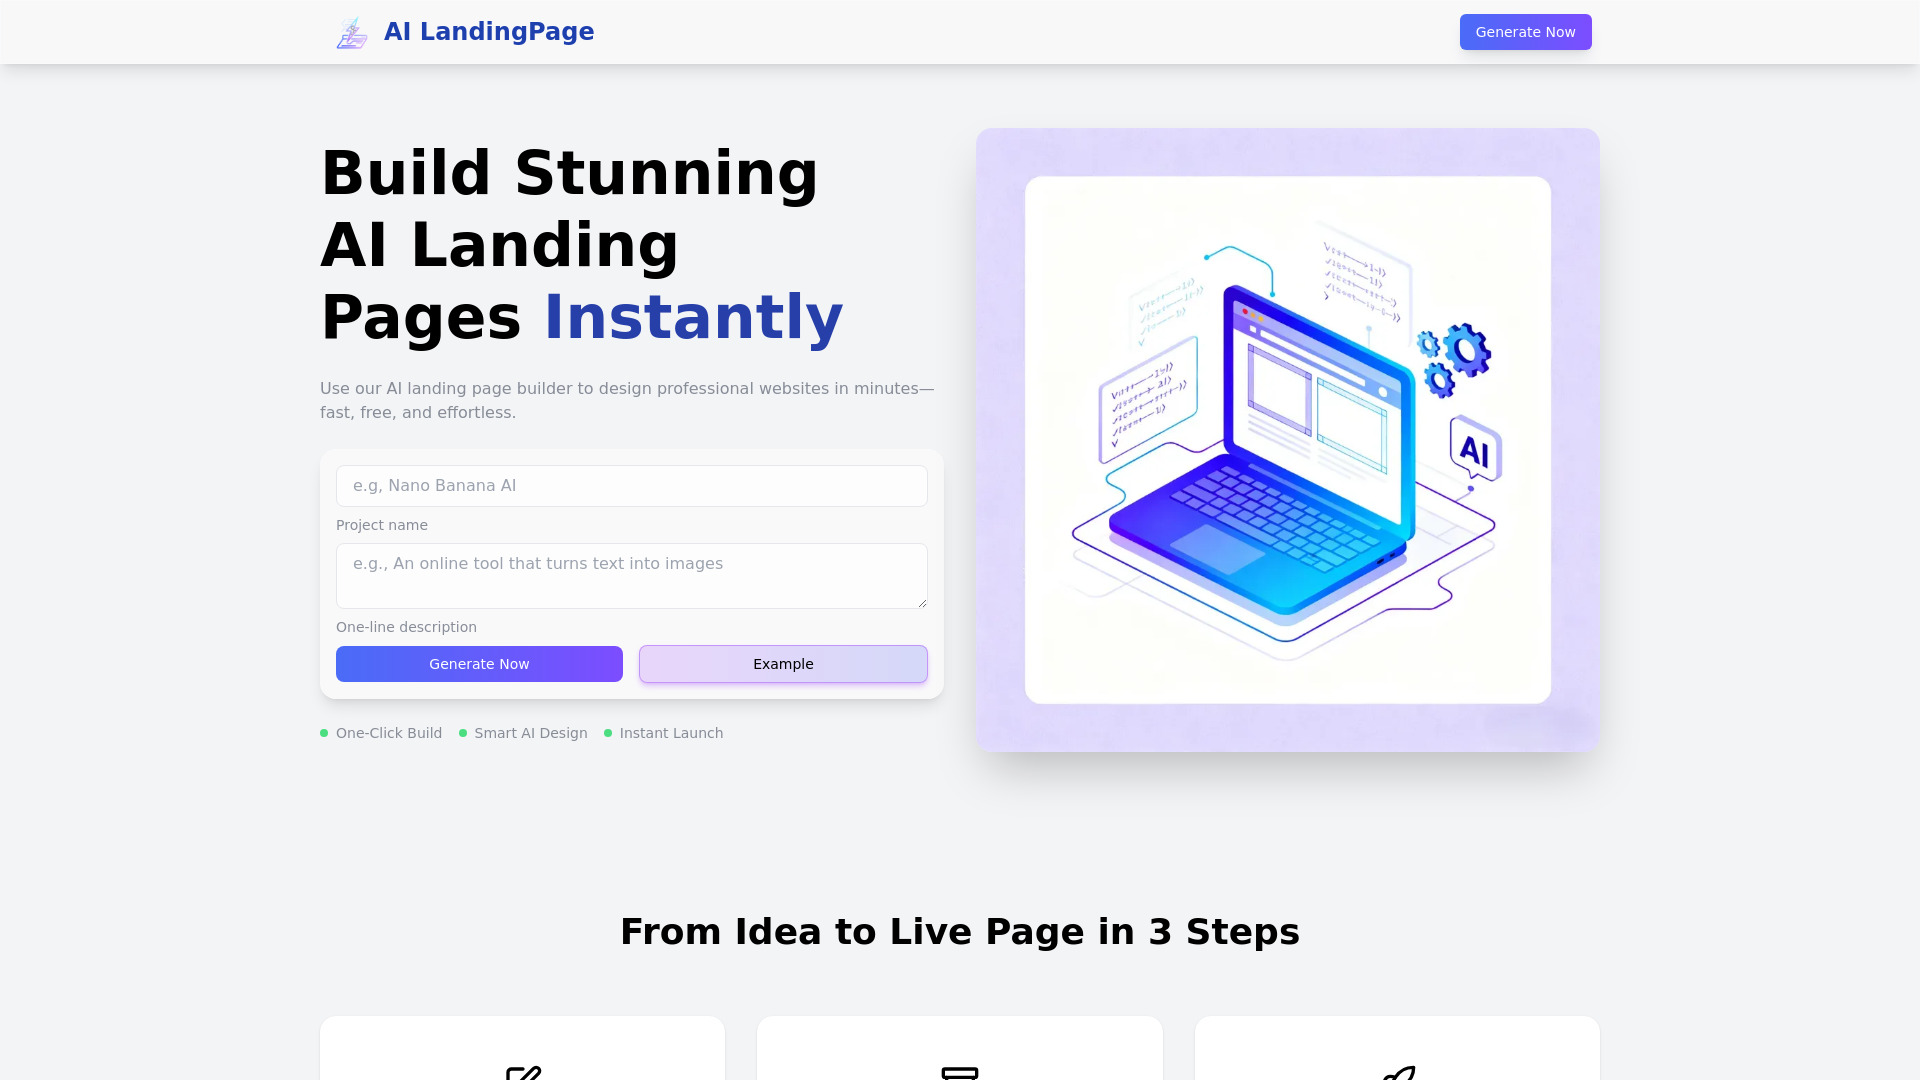 AI LandingPage
Generate Now
Build Stunning
AI Landing
Pages Instantly
Use our AI landing page builder to design professional websites in minutes—
fast, free, and effortless.
e.g, Nano Banana AI
Project name
e.g., An online tool that turns text into images
One-line description
Generate Now
Example
One-Click Build
Smart AI Design
Instant Launch
AI
From Idea to Live Page in 3 Steps